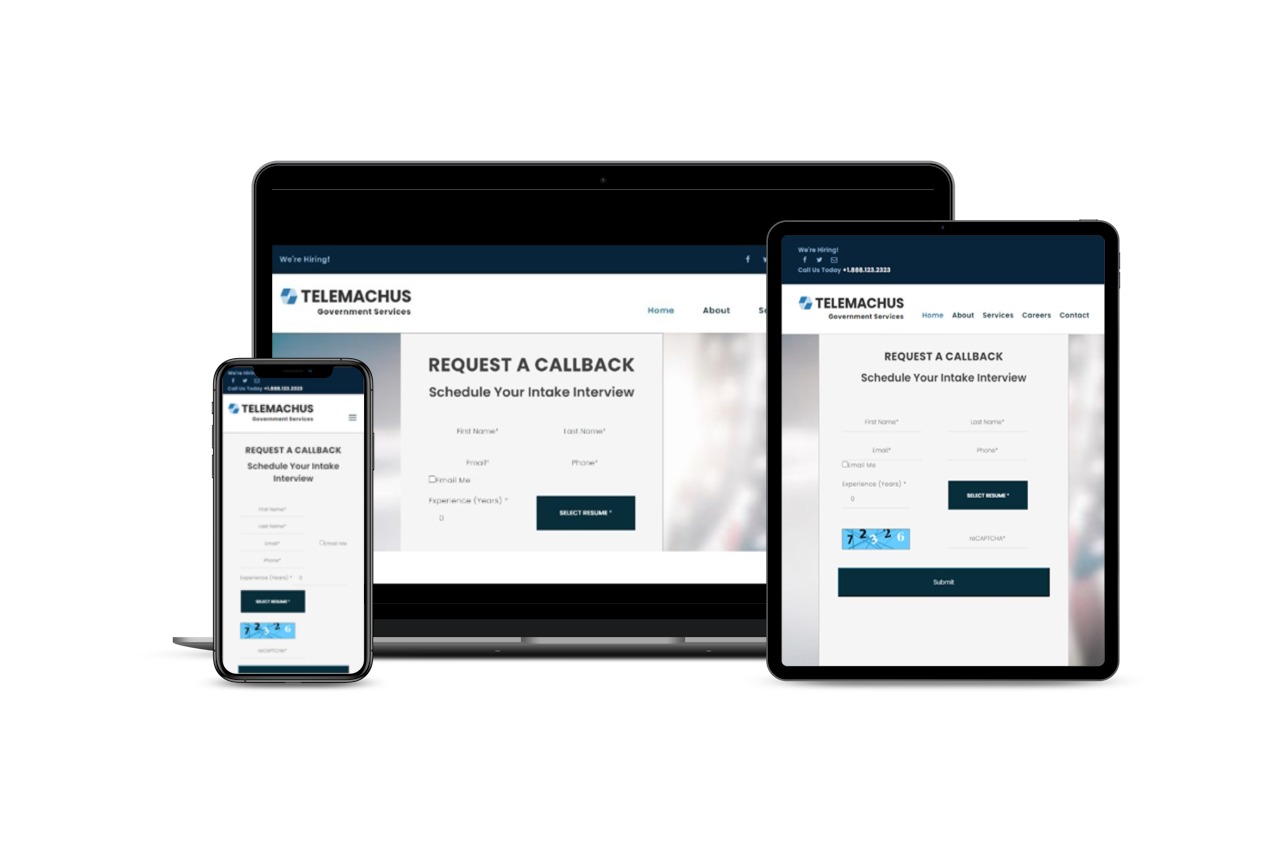 We're Hiring!
TELEMACHUS
Government Services
Home About
REQUEST A CALLBACK
Schedule Your Intake Interview
First Name* Last Name*
Email* Phone*
Email Me
Experience (Years) *
0
SELECT RESUME *
We're Hiring!
Call Us Today +1.888.123.2323
TELEMACHUS
Government Services
Home About Services Careers Contact
REQUEST A CALLBACK
Schedule Your Intake Interview
First Name* Last Name*
Email* Phone*
Email Me
Experience (Years) *
0
SELECT RESUME *
7 2 3 2 6
reCAPTCHA*
Submit
We're Hiring!
Call Us Today +1.888.123.2323
TELEMACHUS
Government Services
REQUEST A CALLBACK
Schedule Your Intake
Interview
First Name*
Last Name*
Email* Email Me
Phone*
Experience (Years) * 0
SELECT RESUME *
7 2 3 2 6
reCAPTCHA*